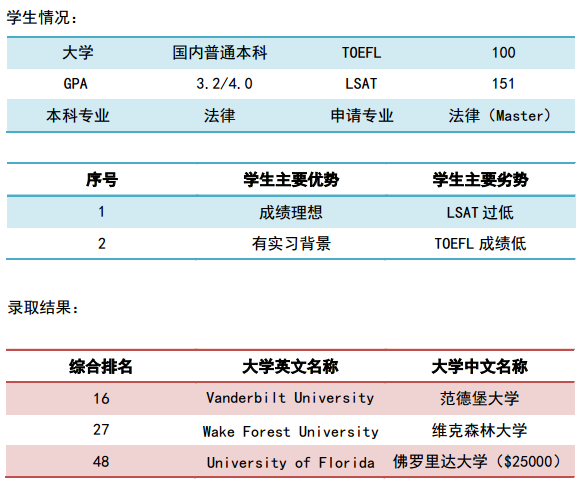 学生情况：
大学 国内普通本科 TOEFL 100
GPA 3.2/4.0 LSAT 151
本科专业 法律 申请专业 法律（Master）
序号 学生主要优势 学生主要劣势
1 成绩理想 LSAT 过低
2 有实习背景 TOEFL 成绩低
录取结果：
综合排名 大学英文名称 大学中文名称
16 Vanderbilt University 范德堡大学
27 Wake Forest University 维克森林大学
48 University of Florida 佛罗里达大学（$25000）